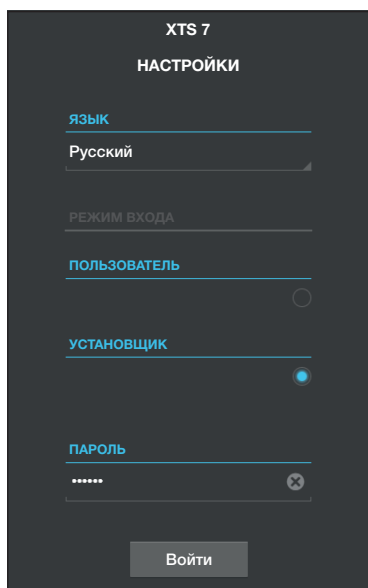 XTS 7
НАСТРОЙКИ
ЯЗЫК
Русский
РЕЖИМ ВХОДА
ПОЛЬЗОВАТЕЛЬ
УСТАНОВЩИК
ПАРОЛЬ
••••••
Войти